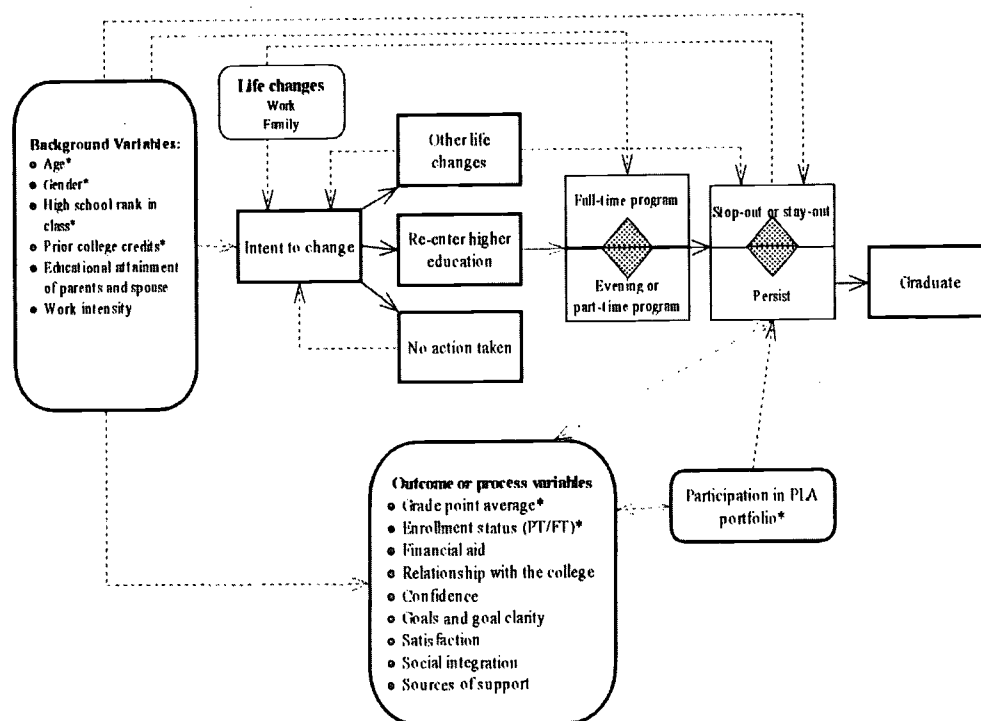 Life changes
Work
Family
Background Variables:
Age*
Gender*
High school rank in
class*
Prior college credits*
Educational attainment
of parents and spouse
Work intensity
Intent to change
Other life
changes
Re-enter higher
education
No action taken
Full-time program
Evening or
part-time program
Stop-out or stay-out
Persist
Graduate
Outcome or process variables
Grade point average*
Enrollment status (PT/FT)*
Financial aid
Relationship with the college
Confidence
Goals and goal clarity
Satisfaction
Social integration
Sources of support
Participation in PLA
portfolio*